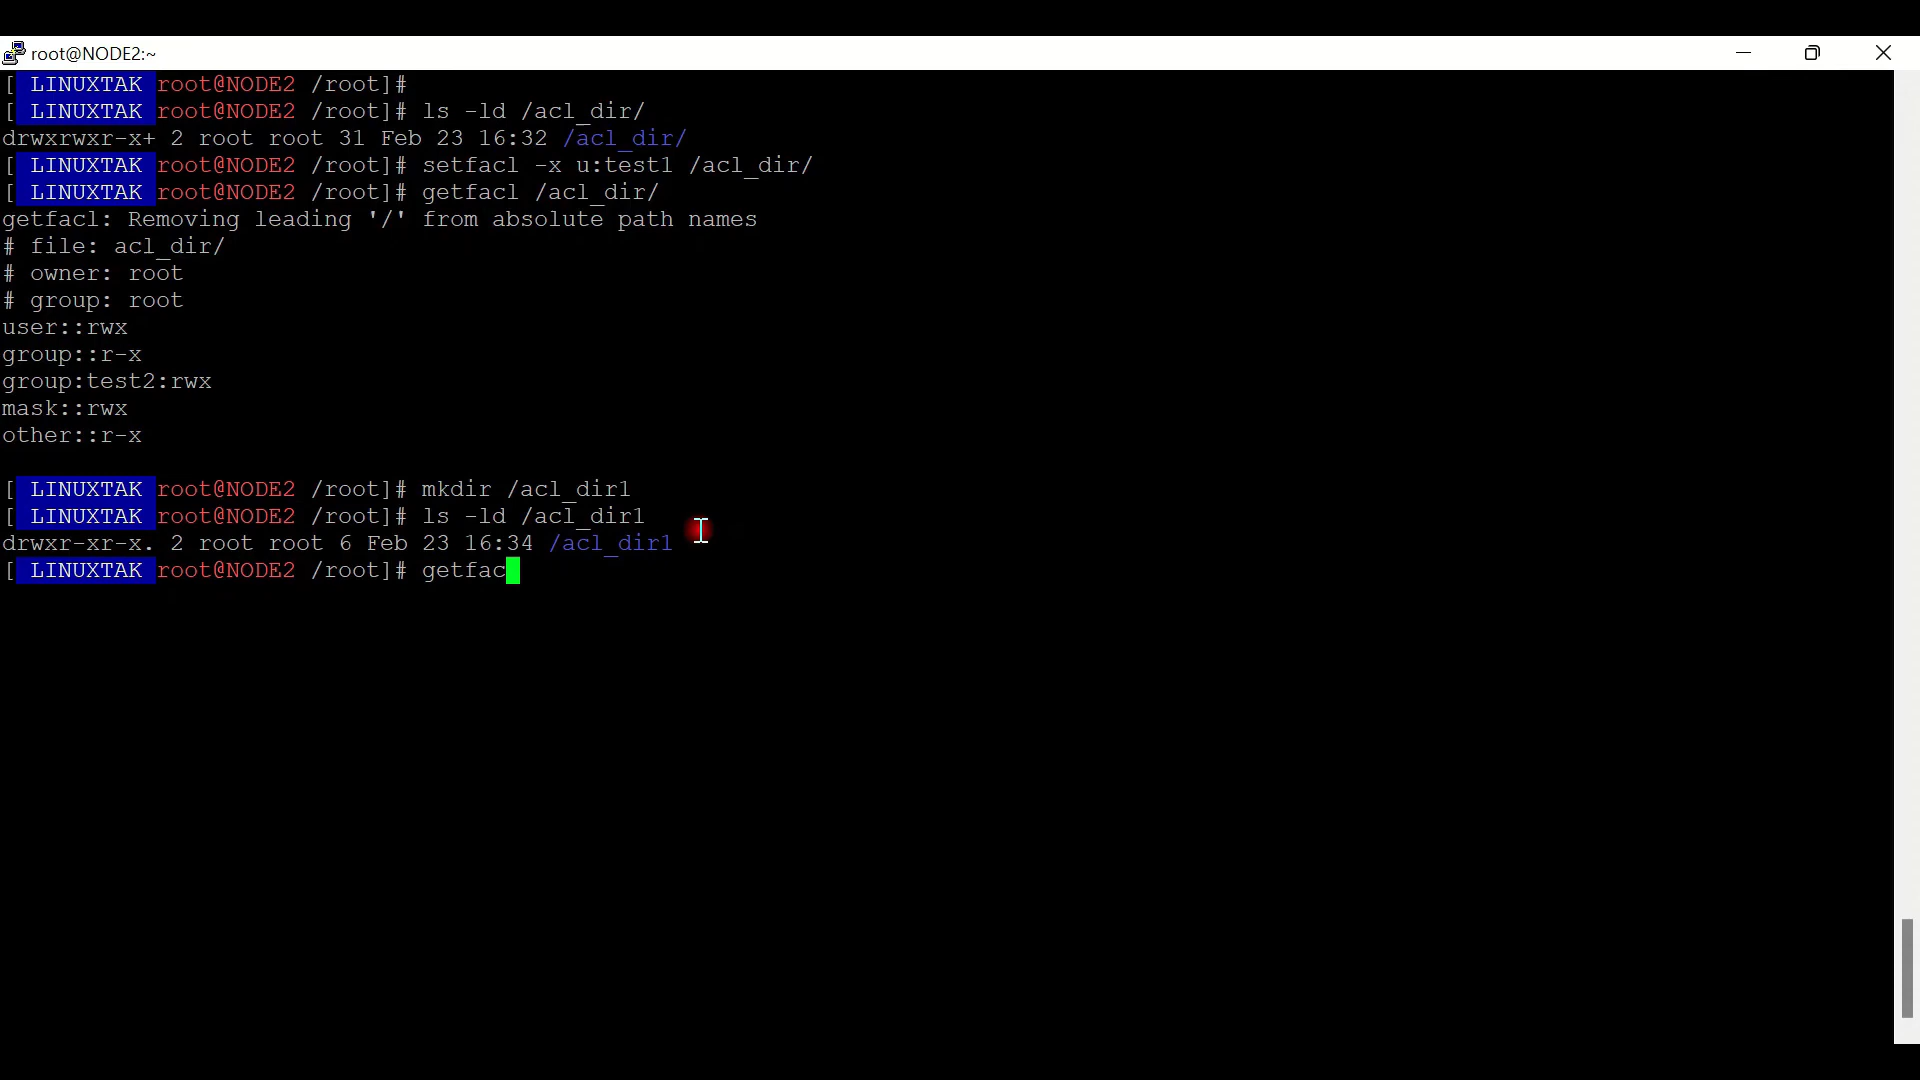 root@NODE2:~
[ LINUXTAK root@NODE2 /root]#
[ LINUXTAK root@NODE2 /root]# ls -ld /acl_dir/
drwxrwxr-x+ 2 root root 31 Feb 23 16:32 /acl_dir/
[ LINUXTAK root@NODE2 /root]# setfacl -x u:test1 /acl_dir/
[ LINUXTAK root@NODE2 /root]# getfacl /acl_dir/
getfacl: Removing leading '/' from absolute path names
# file: acl_dir/
# owner: root
# group: root
user::rwx
group::r-x
group:test2:rwx
mask::rwx
other::r-x
[ LINUXTAK root@NODE2 /root]# mkdir /acl_dir1
[ LINUXTAK root@NODE2 /root]# ls -ld /acl_dir1
drwxr-xr-x. 2 root root 6 Feb 23 16:34 /acl_dir1
[ LINUXTAK root@NODE2 /root]# getfac